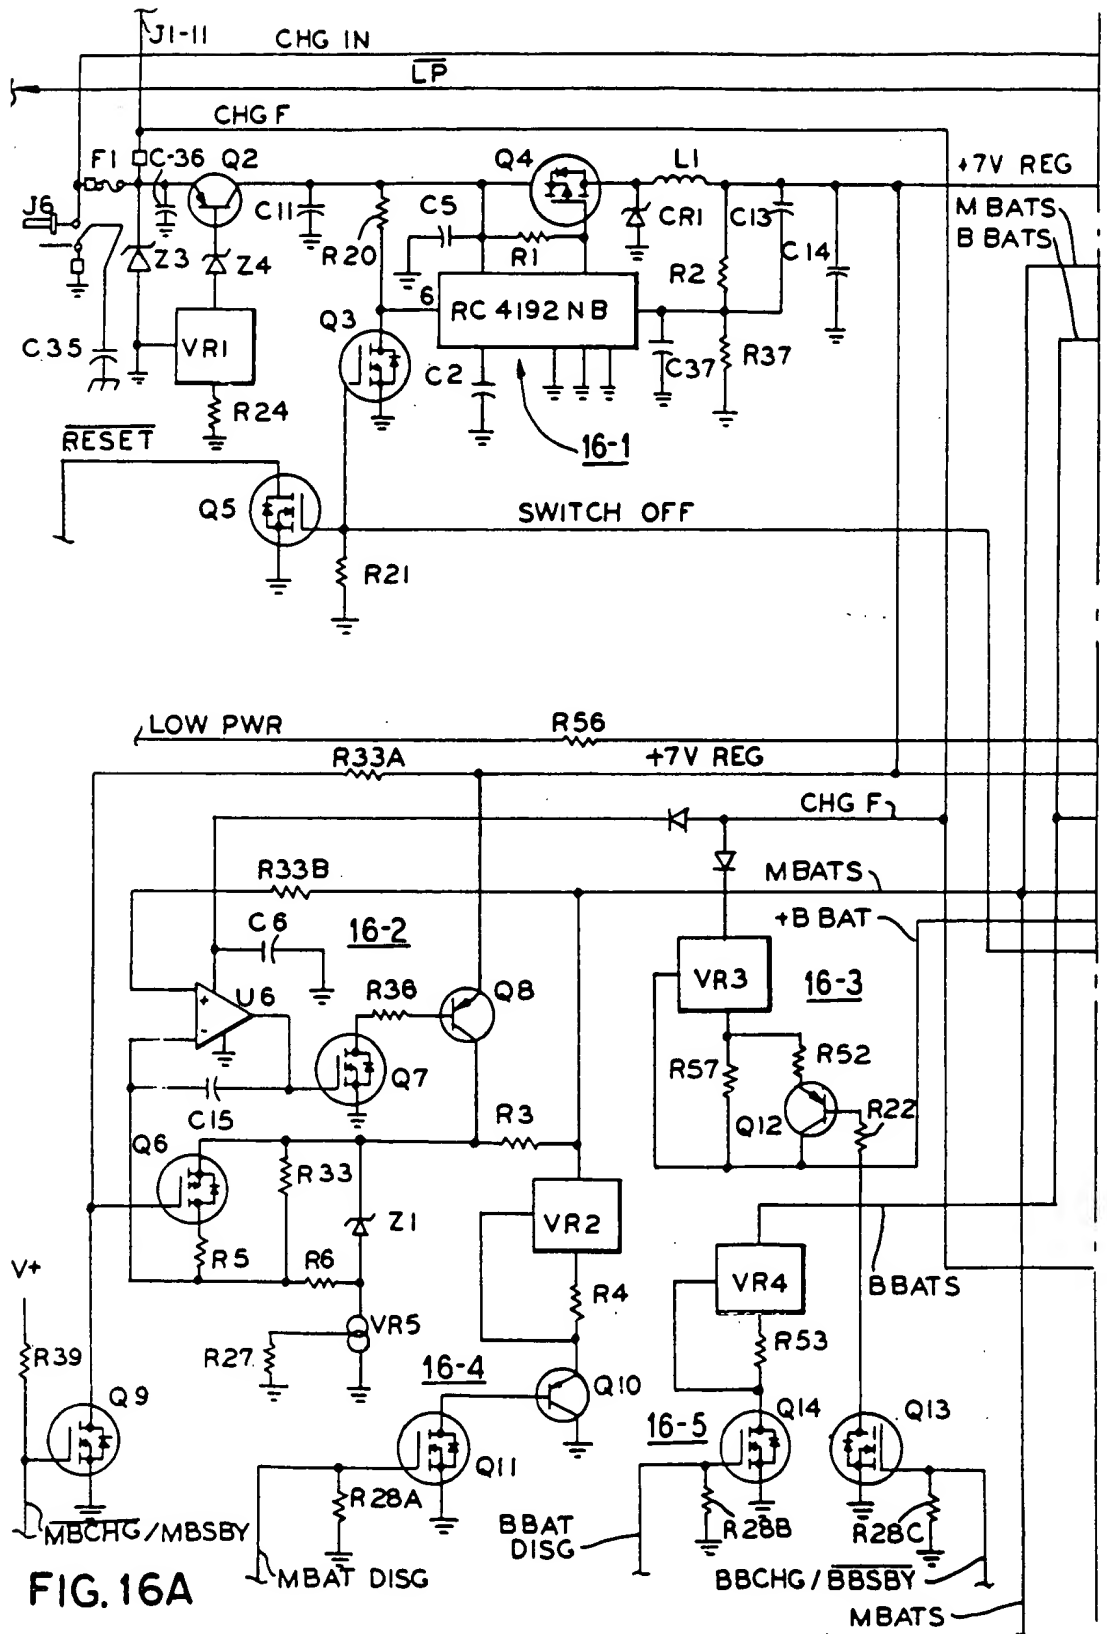 J1-11
CHG IN
LP
CHG F
F1
C-36
Q2
Q4
L1
+7V REG
M BATS
B BATS
J6
C11
C5
CR1
C13
R20
R1
C14
Z3
Z4
R2
6
RC 4192 NB
Q3
VR1
C35
C2
C37
R37
R24
16-1
RESET
Q5
SWITCH OFF
R21
LOW PWR
R56
R33A
+7V REG
CHG F
R33B
M BATS
C6
16-2
+B BAT
U6
R36
Q8
VR3
16-3
+
-
Q7
R57
R52
C15
R3
Q12
R22
Q6
R33
Z1
VR2
R5
R6
VR4
B BATS
V+
R4
VR5
R53
R39
R27
16-4
Q10
Q9
Q14
Q13
16-5
Q11
R28A
BBAT
DISG
R28B
R28C
MBCHG/MBSBY
MBAT DISG
BBCHG/BBSBY
FIG. 16A
MBATS